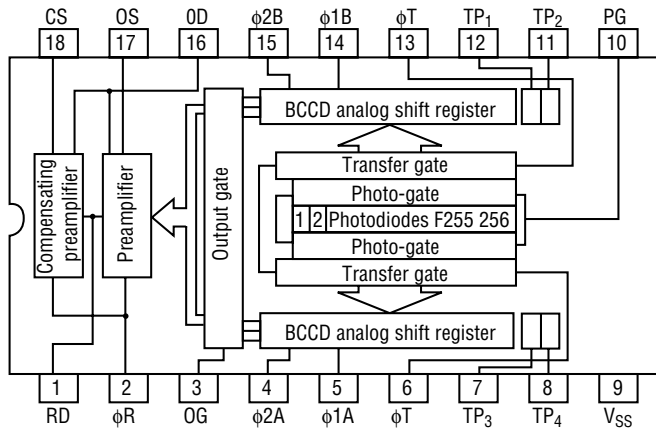 CS OS 0D ϕ2B ϕ1B ϕT TP1 TP2 PG
18 17 16 15 14 13 12 11 10
BCCD analog shift register
Transfer gate
Photo-gate
1 2 Photodiodes F255 256
Photo-gate
Transfer gate
BCCD analog shift register
Compensating
preamplifier
Preamplifier
Output gate
1 2 3 4 5 6 7 8 9
RD ϕR OG ϕ2A ϕ1A ϕT TP3 TP4 VSS